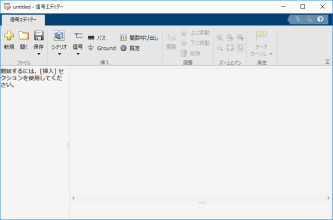 untitled - 信号エディター
信号エディター
新規
開く
保存
シナリオ
信号
バス
Ground
関数呼び出し
既定
複製
上に移動
下に移動
削除
データ
カーソル
ファイル
挿入
調整
ズームとパン
測定
開始するには、[挿入] セ
クションを使用してくだ
さい。